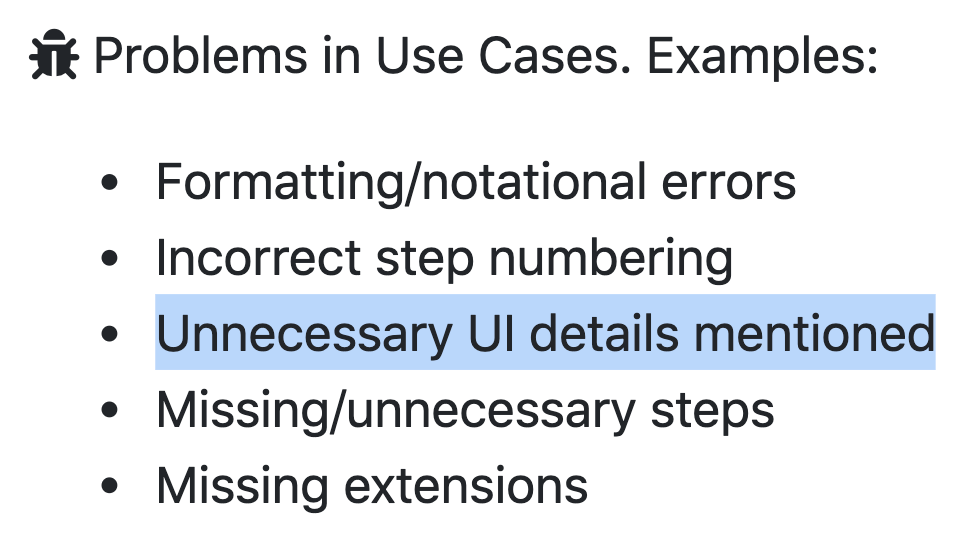 Problems in Use Cases. Examples:
• Formatting/notational errors
• Incorrect step numbering
• Unnecessary UI details mentioned
• Missing/unnecessary steps
• Missing extensions